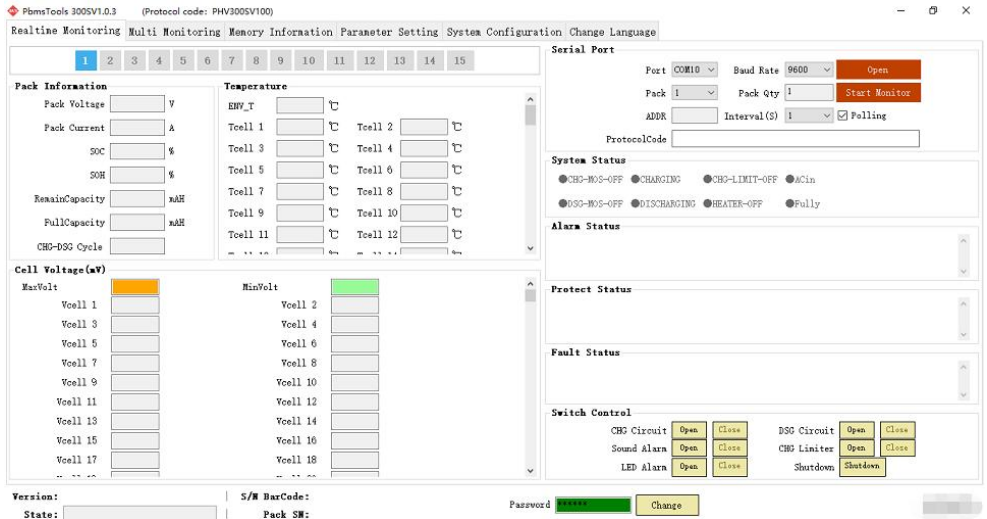 PbmsTools 300SV1.0.3 (Protocol code: PHV300SV100)
Realtime Monitoring Multi Monitoring Memory Information Parameter Setting System Configuration Change Language
1 2 3 4 5 6 7 8 9 10 11 12 13 14 15
Pack Information
Pack Voltage V
Pack Current A
SOC %
SOH %
RemainCapacity mAH
FullCapacity mAH
CHG-DSG Cycle
Temperature
ENV_T ℃
Tcell 1 ℃ Tcell 2 ℃
Tcell 3 ℃ Tcell 4 ℃
Tcell 5 ℃ Tcell 6 ℃
Tcell 7 ℃ Tcell 8 ℃
Tcell 9 ℃ Tcell 10 ℃
Tcell 11 ℃ Tcell 12 ℃
Cell Voltage(mV)
MaxVolt MinVolt
Vcell 1 Vcell 2
Vcell 3 Vcell 4
Vcell 5 Vcell 6
Vcell 7 Vcell 8
Vcell 9 Vcell 10
Vcell 11 Vcell 12
Vcell 13 Vcell 14
Vcell 15 Vcell 16
Vcell 17 Vcell 18
Serial Port
Port COM10 Baud Rate 9600 Open
Pack 1 Pack Qty 1 Start Monitor
ADDR Interval(S) 1 Polling
ProtocolCode
System Status
CHG-MOS-OFF CHARGING CHG-LIMIT-OFF ACin
DSG-MOS-OFF DISCHARGING HEATER-OFF Fully
Alarm Status
Protect Status
Fault Status
Switch Control
CHG Circuit Open Close DSG Circuit Open Close
Sound Alarm Open Close CHG Limiter Open Close
LED Alarm Open Close Shutdown Shutdown
Version: S/N BarCode:
State: Pack SN:
Password ****** Change